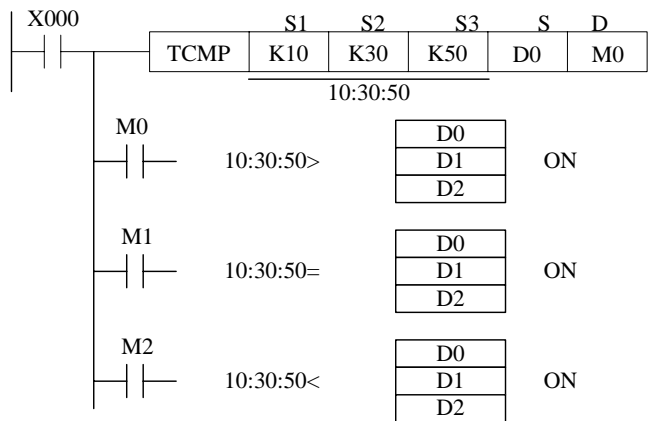 X000
S1 S2 S3 S D
TCMP K10 K30 K50 D0 M0
10:30:50
M0
D0
10:30:50> D1 ON
D2
M1
D0
10:30:50= D1 ON
D2
M2
D0
10:30:50< D1 ON
D2